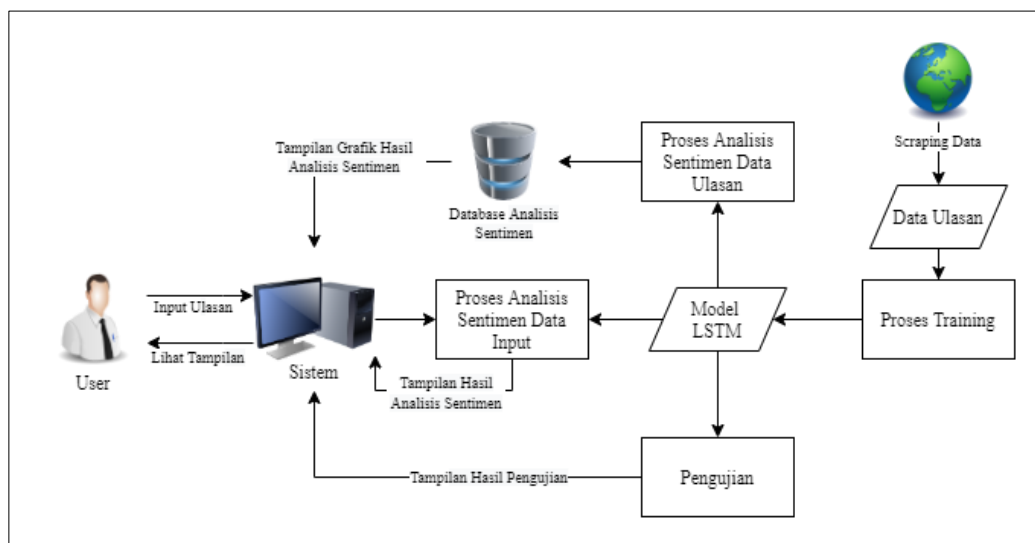 Scraping Data
Data Ulasan
Proses Training
Model
LSTM
Proses Analisis
Sentimen Data
Ulasan
Database Analisis
Sentimen
Tampilan Grafik Hasil
Analisis Sentimen
User
Input Ulasan
Lihat Tampilan
Sistem
Proses Analisis
Sentimen Data
Input
Tampilan Hasil
Analisis Sentimen
Pengujian
Tampilan Hasil Pengujian